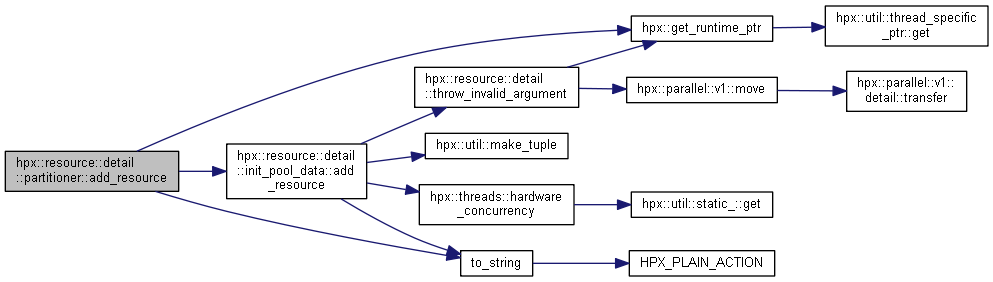 hpx::resource::detail
::partitioner::add_resource
hpx::resource::detail
::init_pool_data::add
_resource
hpx::resource::detail
::throw_invalid_argument
hpx::util::make_tuple
hpx::threads::hardware
_concurrency
to_string
hpx::get_runtime_ptr
hpx::parallel::v1::move
hpx::util::static_::get
HPX_PLAIN_ACTION
hpx::util::thread_specific
_ptr::get
hpx::parallel::v1::
detail::transfer